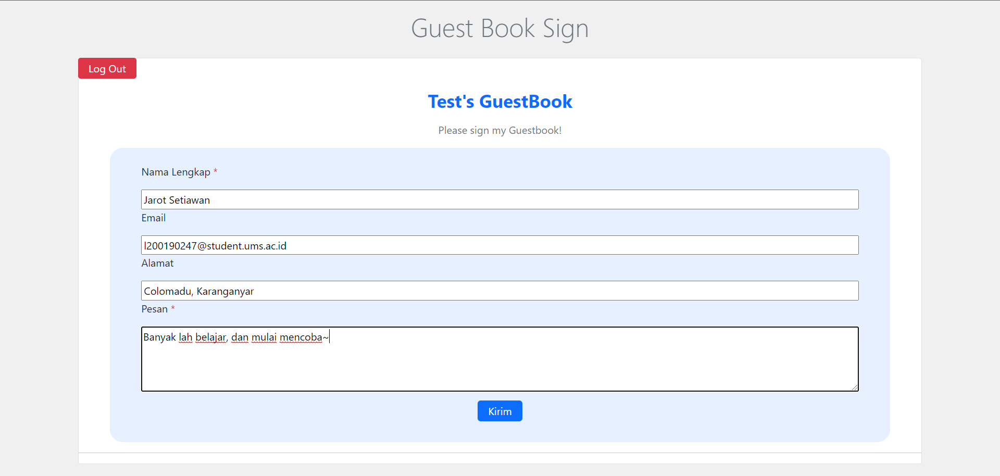 Guest Book Sign
Log Out
Test's GuestBook
Please sign my Guestbook!
Nama Lengkap *
Jarot Setiawan
Email
l200190247@student.ums.ac.id
Alamat
Colomadu, Karanganyar
Pesan *
Banyak lah belajar, dan mulai mencoba~
Kirim